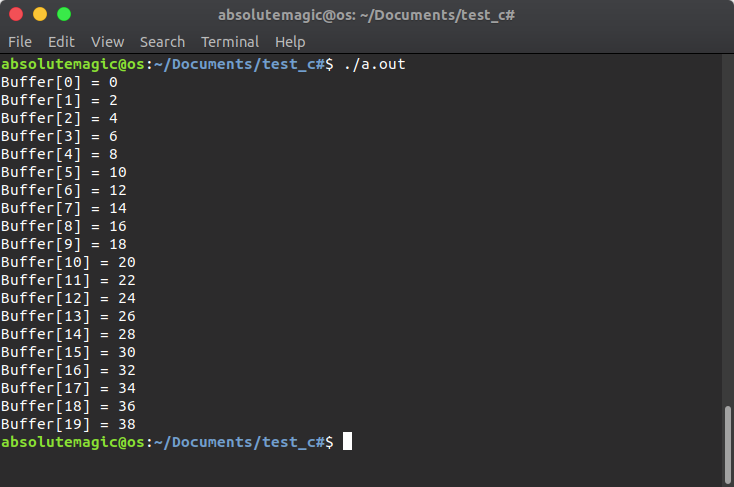 absolutemagic@os: ~/Documents/test_c#
File Edit View Search Terminal Help
absolutemagic@os:~/Documents/test_c#$ ./a.out
Buffer[0] = 0
Buffer[1] = 2
Buffer[2] = 4
Buffer[3] = 6
Buffer[4] = 8
Buffer[5] = 10
Buffer[6] = 12
Buffer[7] = 14
Buffer[8] = 16
Buffer[9] = 18
Buffer[10] = 20
Buffer[11] = 22
Buffer[12] = 24
Buffer[13] = 26
Buffer[14] = 28
Buffer[15] = 30
Buffer[16] = 32
Buffer[17] = 34
Buffer[18] = 36
Buffer[19] = 38
absolutemagic@os:~/Documents/test_c#$